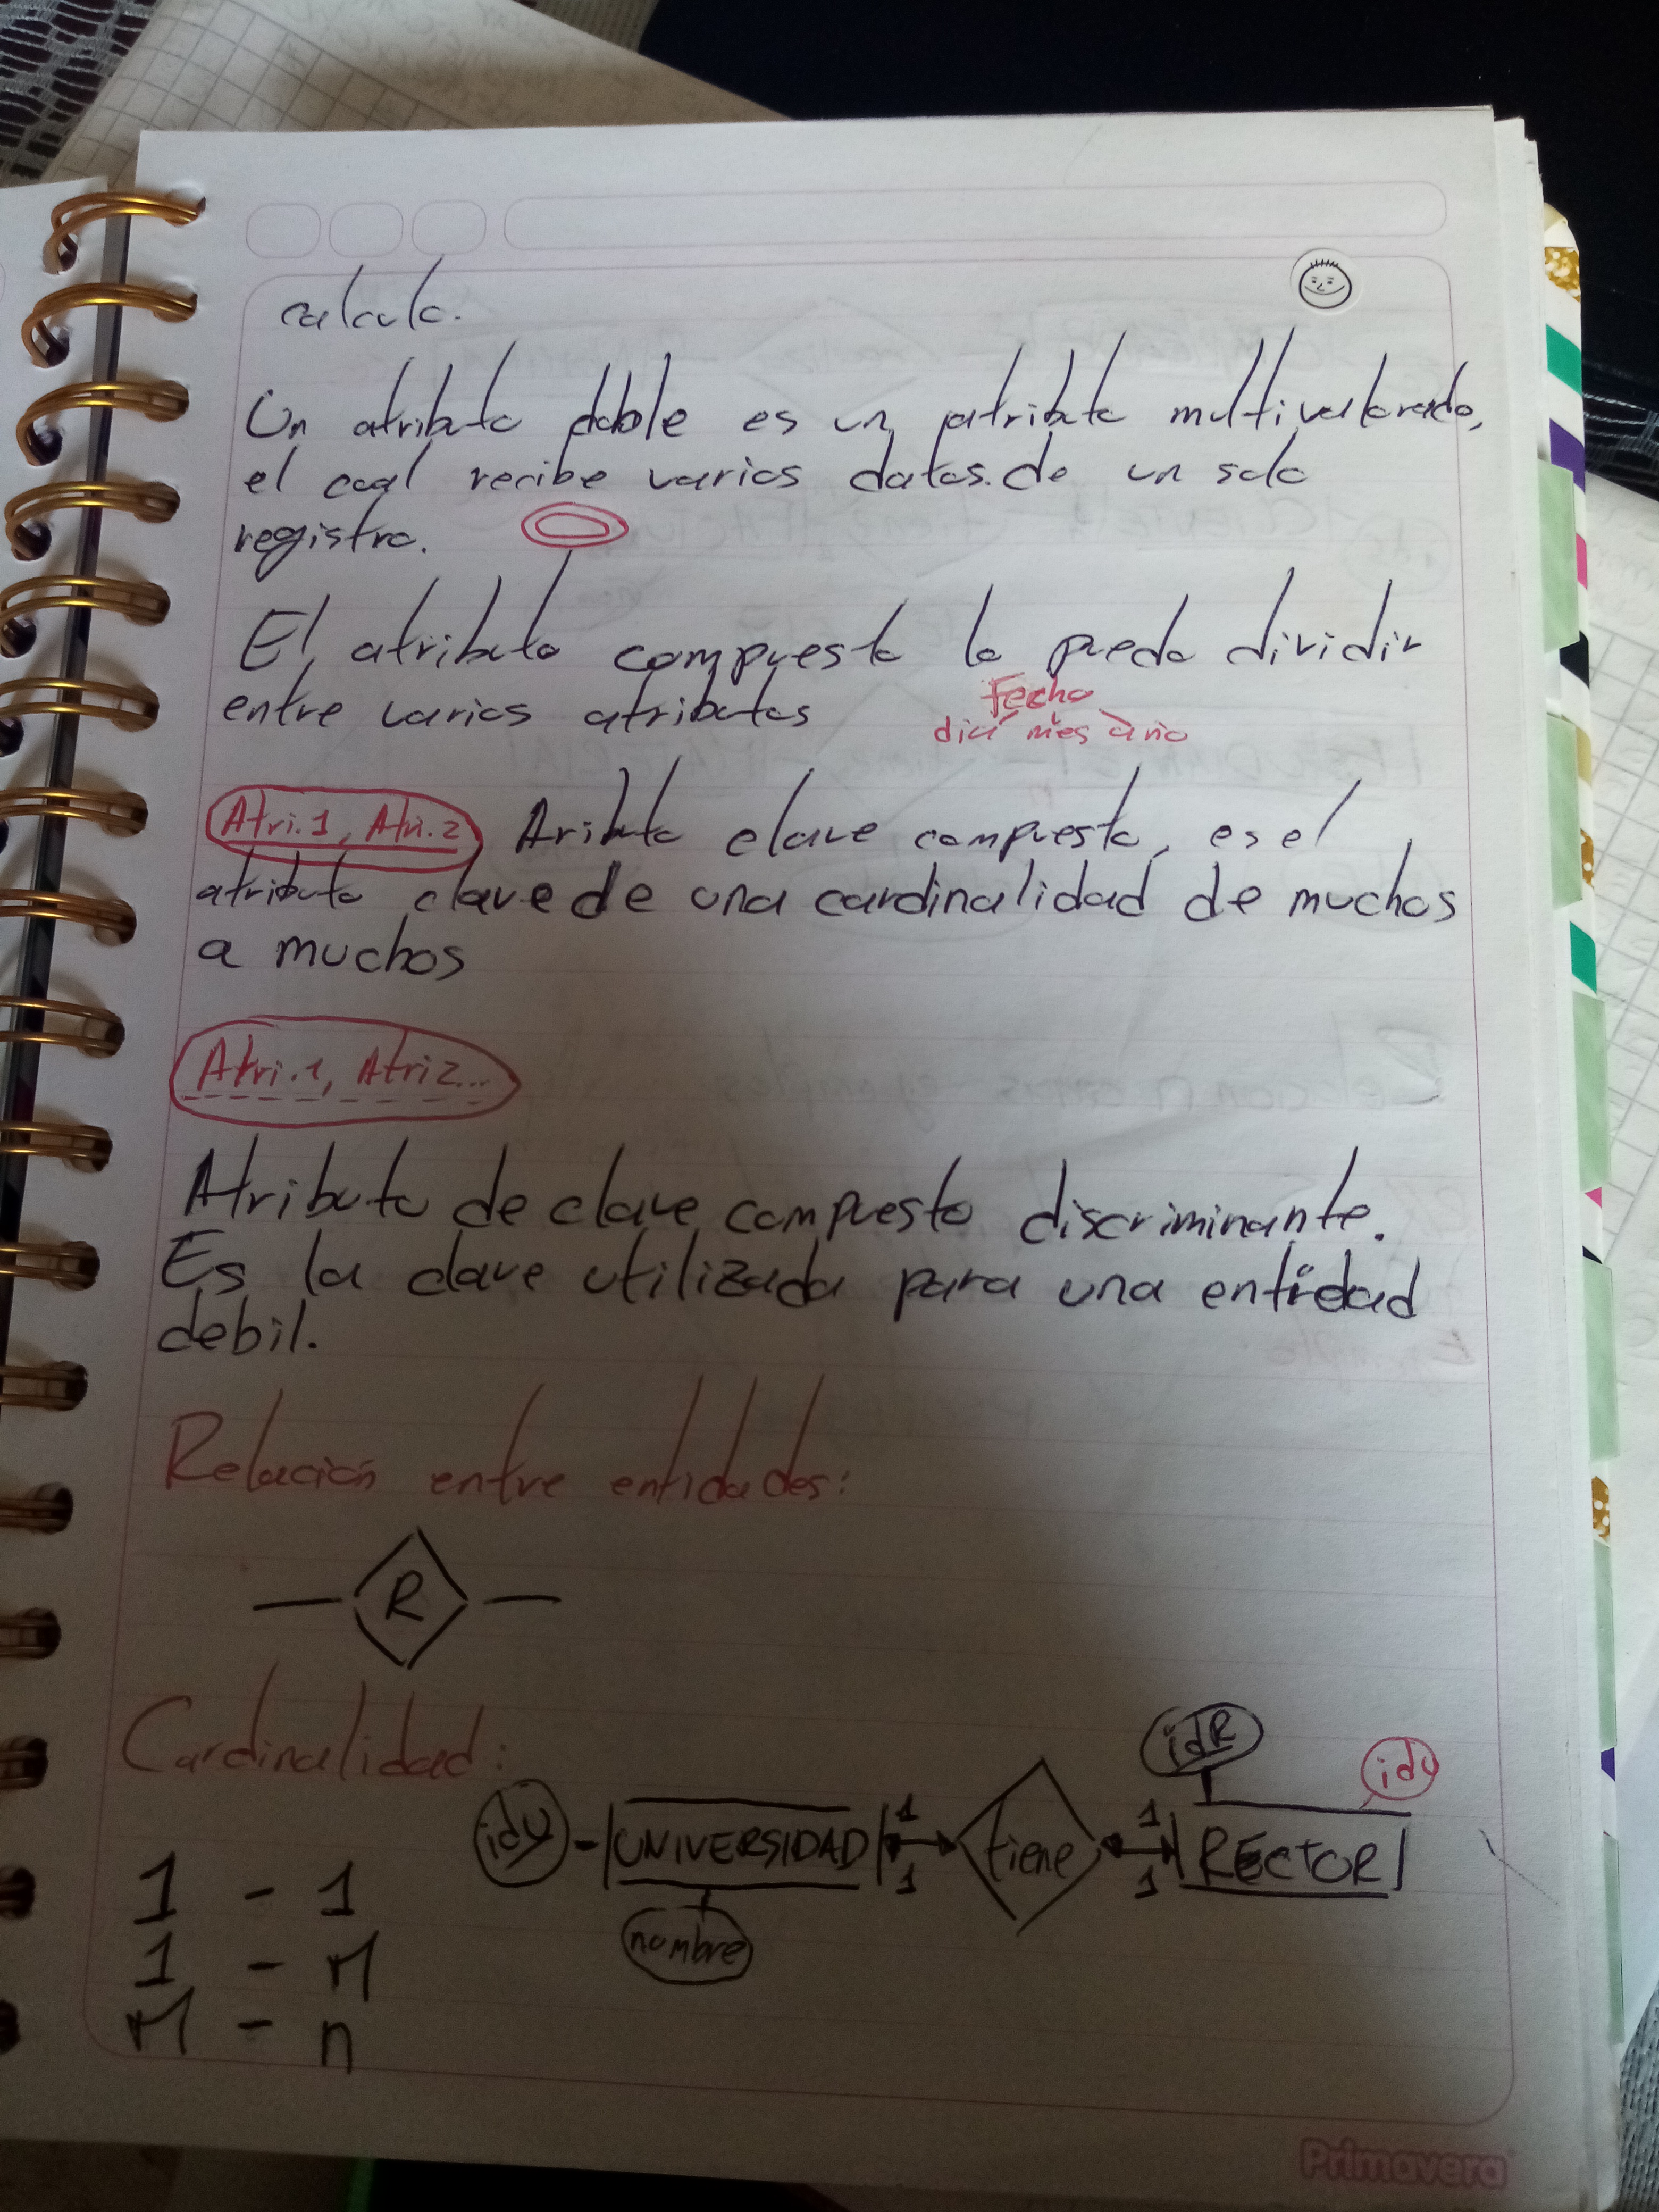 calculo.
Un atributo doble es un atributo multivalorado,
el cual recibe varios datos de un solo
registro.
El atributo compuesto lo puedo dividir
entre varios atributos
Fecha
dia mes año
Atri.1, Atri.2 Aributo clave compuesto, es el
atributo clave de una cardinalidad de muchos
a muchos
Atri.1, Atri2...
Atributo de clave compuesto discriminante.
Es la clave utilizada para una entidad
debil.
Relación entre entidades:
R
Cardinalidad:
idR idU
idU UNIVERSIDAD 1 1 tiene 1 1 RECTOR
nombre
1 - 1
1 - M
M - n
Primavera